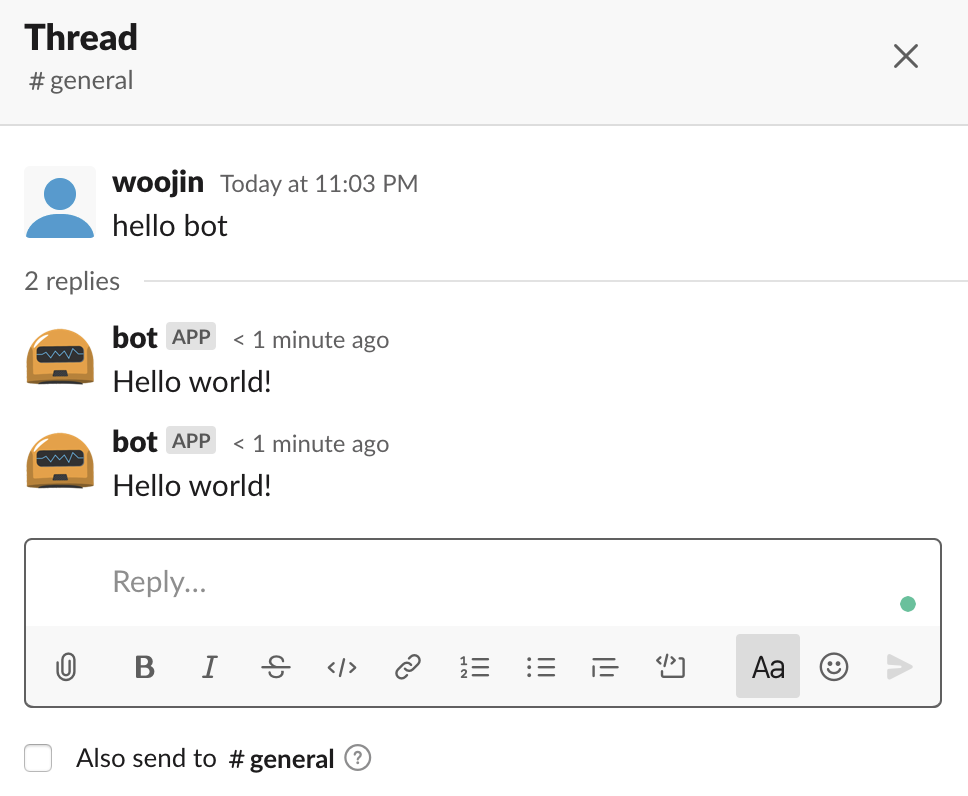 Thread
# general
woojin Today at 11:03 PM
hello bot
2 replies
bot APP < 1 minute ago
Hello world!
bot APP < 1 minute ago
Hello world!
Reply...
B I S </> Aa
Also send to # general ?